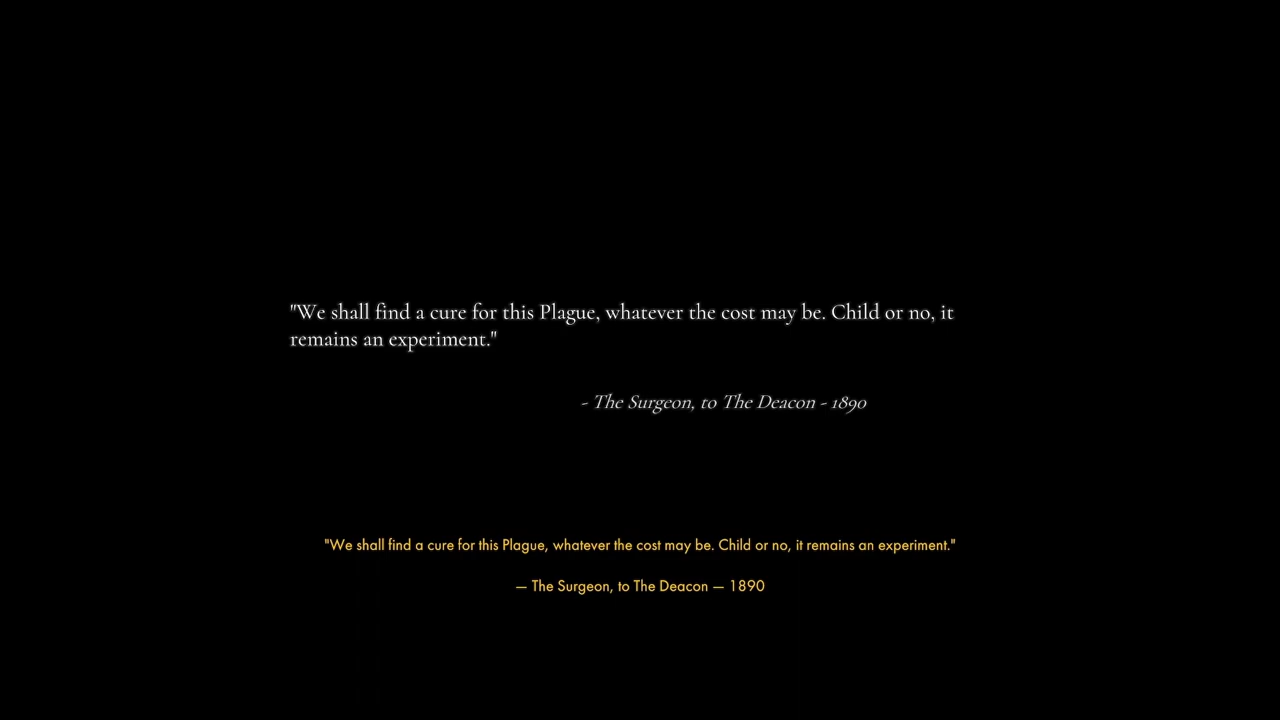 "We shall find a cure for this Plague, whatever the cost may be. Child or no, it
remains an experiment."
- The Surgeon, to The Deacon - 1890
"We shall find a cure for this Plague, whatever the cost may be. Child or no, it remains an experiment."
— The Surgeon, to The Deacon — 1890